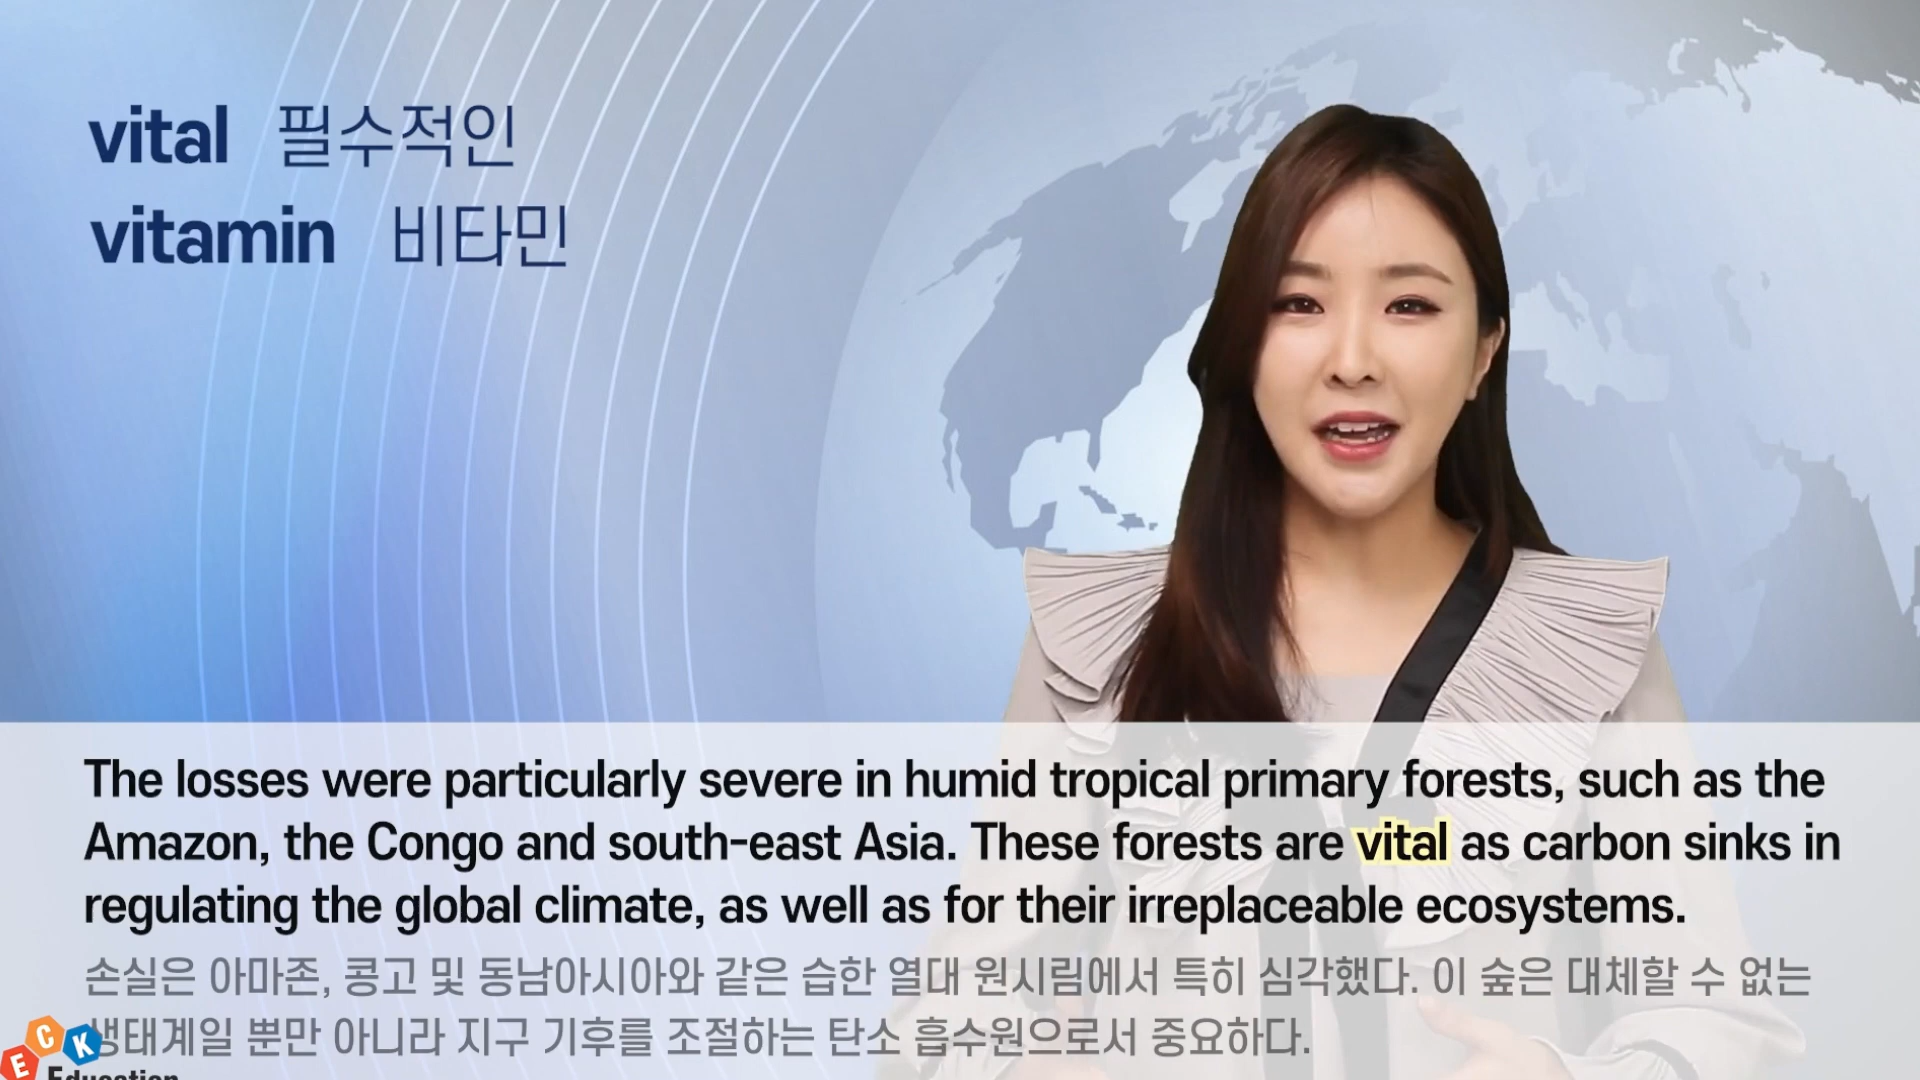 vital 필수적인
vitamin 비타민
The losses were particularly severe in humid tropical primary forests, such as the
Amazon, the Congo and south-east Asia. These forests are vital as carbon sinks in
regulating the global climate, as well as for their irreplaceable ecosystems.
손실은 아마존, 콩고 및 동남아시아와 같은 습한 열대 원시림에서 특히 심각했다. 이 숲은 대체할 수 없는
생태계일 뿐만 아니라 지구 기후를 조절하는 탄소 흡수원으로서 중요하다.
ECK
Education